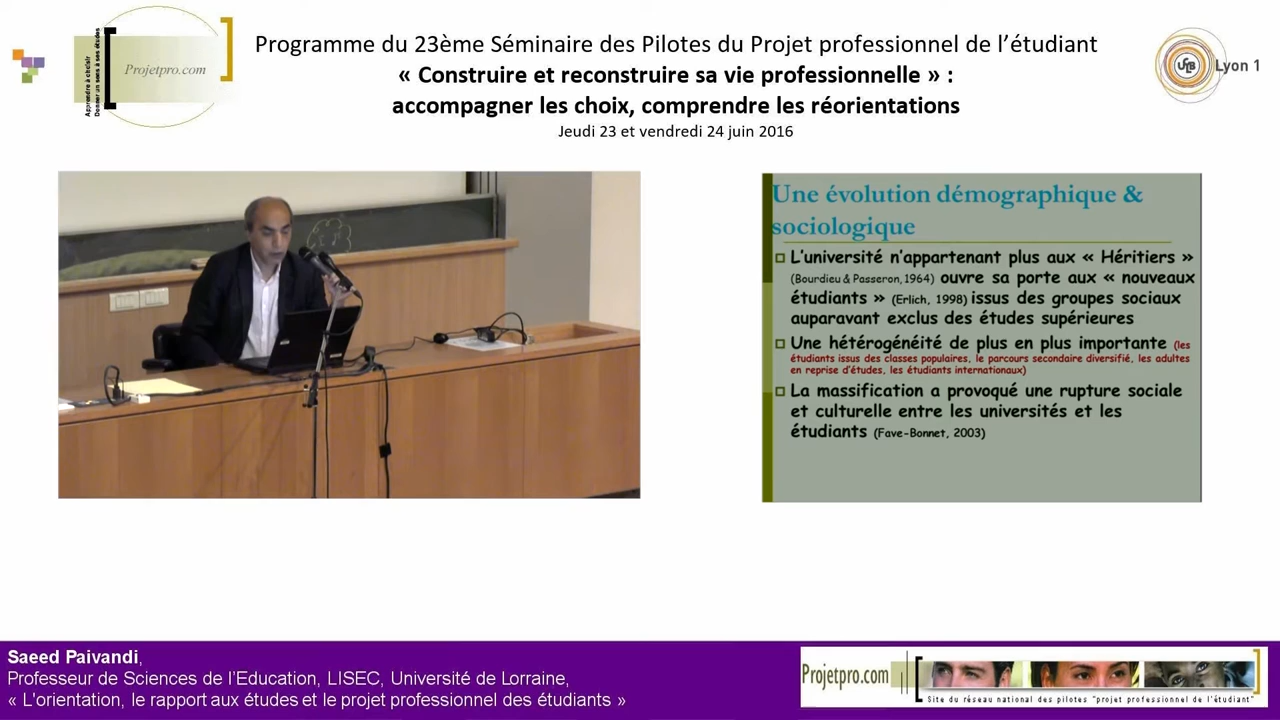 Apprendre à choisir
Donner un sens à ses études
Projetpro.com
Programme du 23ème Séminaire des Pilotes du Projet professionnel de l'étudiant
« Construire et reconstruire sa vie professionnelle » :
accompagner les choix, comprendre les réorientations
Jeudi 23 et vendredi 24 juin 2016
Lyon 1
Une évolution démographique &
sociologique
L'université n'appartenant plus aux « Héritiers »
(Bourdieu & Passeron, 1964) ouvre sa porte aux « nouveaux
étudiants » (Erlich, 1998) issus des groupes sociaux
auparavant exclus des études supérieures
Une hétérogénéité de plus en plus importante (les
étudiants issus des classes populaires, le parcours secondaire diversifié, les adultes
en reprise d'études, les étudiants internationaux)
La massification a provoqué une rupture sociale
et culturelle entre les universités et les
étudiants (Fave-Bonnet, 2003)
Saeed Paivandi,
Professeur de Sciences de l'Education, LISEC, Université de Lorraine,
« L'orientation, le rapport aux études et le projet professionnel des étudiants »
Projetpro.com
Site du réseau national des pilotes "projet professionnel de l'étudiant"